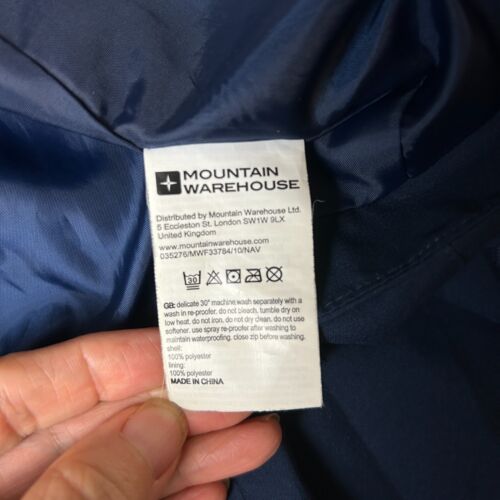 MOUNTAIN
WAREHOUSE
Distributed by Mountain Warehouse Ltd.
5 Eccleston St. London SW1W 9LX
United Kingdom
www.mountainwarehouse.com
035276/MWF33784/10/NAV
30
GB: delicate 30° machine wash separately with a
wash in re-proofer. do not bleach. tumble dry on
low heat. do not iron. do not dry clean. do not use
softener. use spray re-proofer after washing to
maintain waterproofing. close zip before washing.
shell:
100% polyester
lining:
100% polyester
MADE IN CHINA